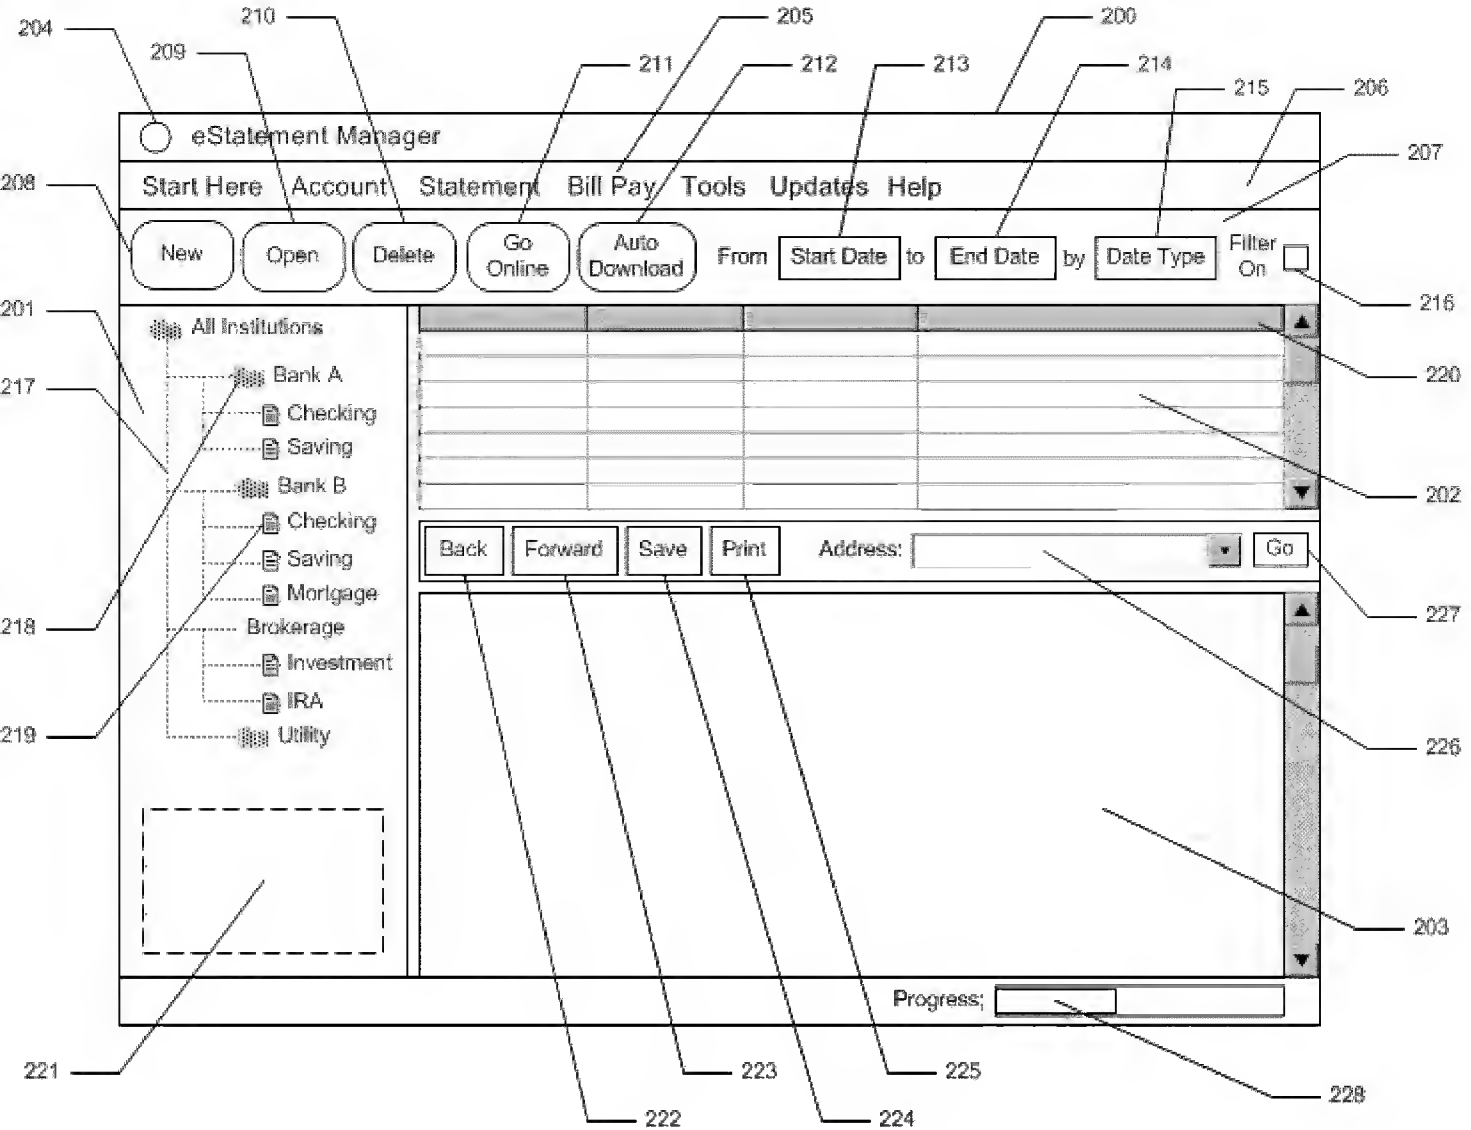 204
210
205
200
209
211
212
213
214
215
206
207
eStatement Manager
208
Start Here Account Statement Bill Pay Tools Updates Help
New
Open
Delete
Go
Online
Auto
Download
From
Start Date
to
End Date
by
Date Type
Filter
On
216
201
All Institutions
220
217
Bank A
Checking
Saving
Bank B
202
Checking
Saving
Mortgage
Back
Forward
Save
Print
Address:
Go
218
Brokerage
227
Investment
IRA
219
Utility
226
203
Progress:
221
223
225
228
222
224